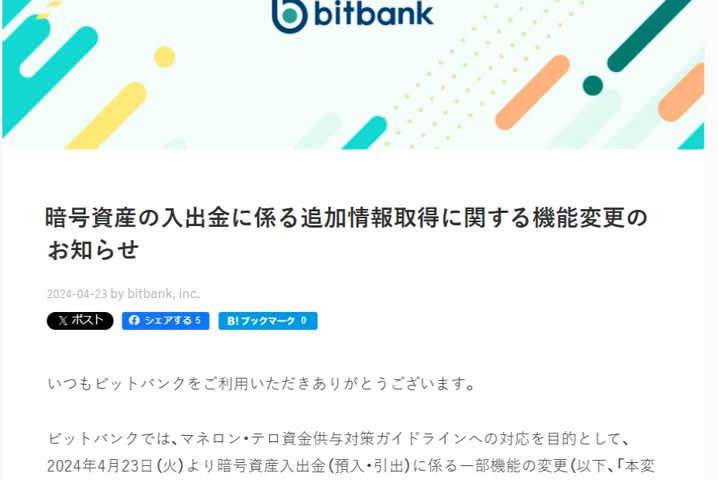 bitbank
暗号資産の入出金に係る追加情報取得に関する機能変更の
お知らせ
2024-04-23 by bitbank, inc.
𝕏 ポスト
シェアする 5
B! ブックマーク 0
いつもビットバンクをご利用いただきありがとうございます。
ビットバンクでは、マネロン・テロ資金供与対策ガイドラインへの対応を目的として、
2024年4月23日(火)より暗号資産入出金(預入・引出)に係る一部機能の変更(以下、「本変